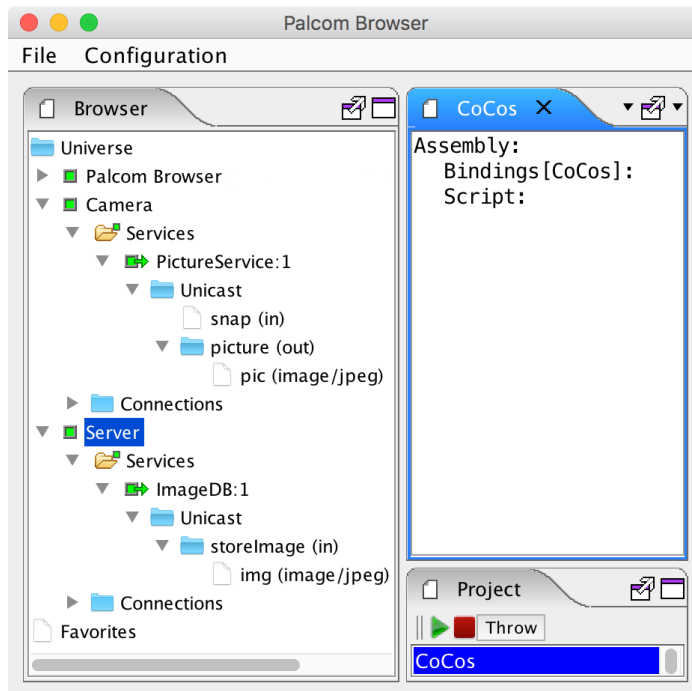 Palcom Browser
File Configuration
Browser
Universe
Palcom Browser
Camera
Services
PictureService:1
Unicast
snap (in)
picture (out)
pic (image/jpeg)
Connections
Server
Services
ImageDB:1
Unicast
storeImage (in)
img (image/jpeg)
Connections
Favorites
CoCos
Assembly:
Bindings[CoCos]:
Script:
Project
Throw
CoCos